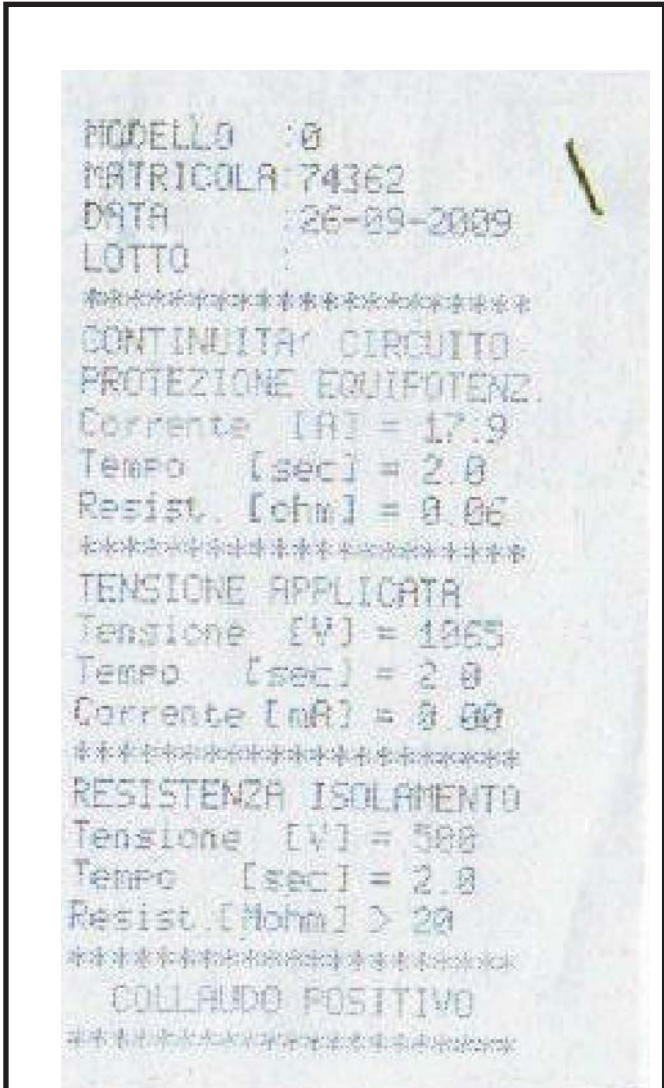 MODELLO :0
MATRICOLA:74362
DATA :26-09-2009
LOTTO :
************************
CONTINUITA' CIRCUITO
PROTEZIONE EQUIPOTENZ.
Corrente [A] = 17.9
Tempo [sec] = 2.0
Resist. [ohm] = 0.06
************************
TENSIONE APPLICATA
Tensione [V] = 1065
Tempo [sec] = 2.0
Corrente [mA] = 0.00
************************
RESISTENZA ISOLAMENTO
Tensione [V] = 500
Tempo [sec] = 2.0
Resist.[Mohm] > 20
************************
COLLAUDO POSITIVO
************************